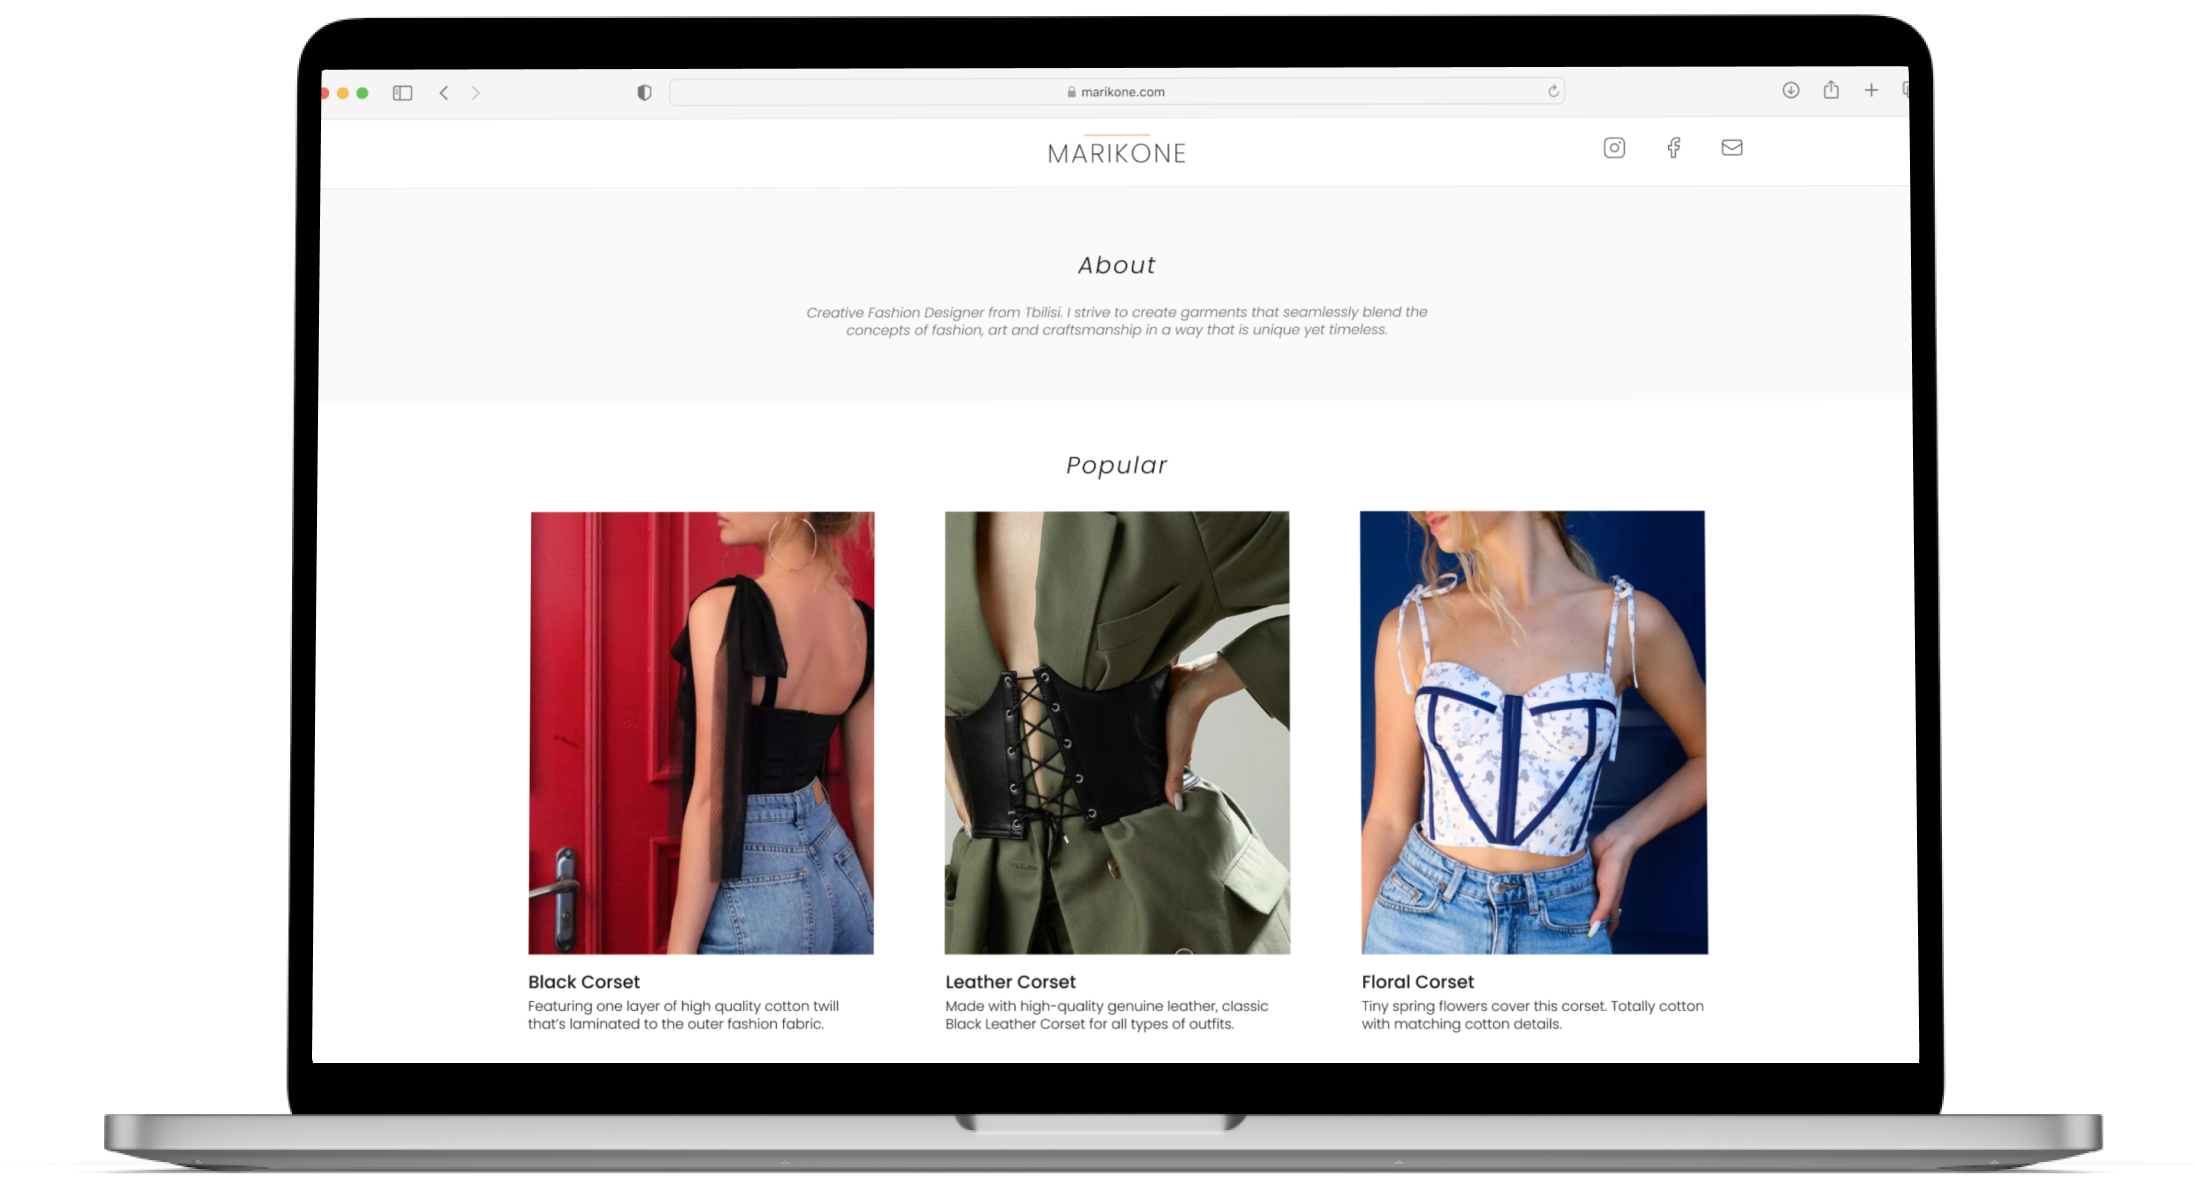 marikone.com
MARIKONE
About
Creative Fashion Designer from Tbilisi. I strive to create garments that seamlessly blend the
concepts of fashion, art and craftsmanship in a way that is unique yet timeless.
Popular
Black Corset
Featuring one layer of high quality cotton twill
that's laminated to the outer fashion fabric.
Leather Corset
Made with high-quality genuine leather, classic
Black Leather Corset for all types of outfits.
Floral Corset
Tiny spring flowers cover this corset. Totally cotton
with matching cotton details.